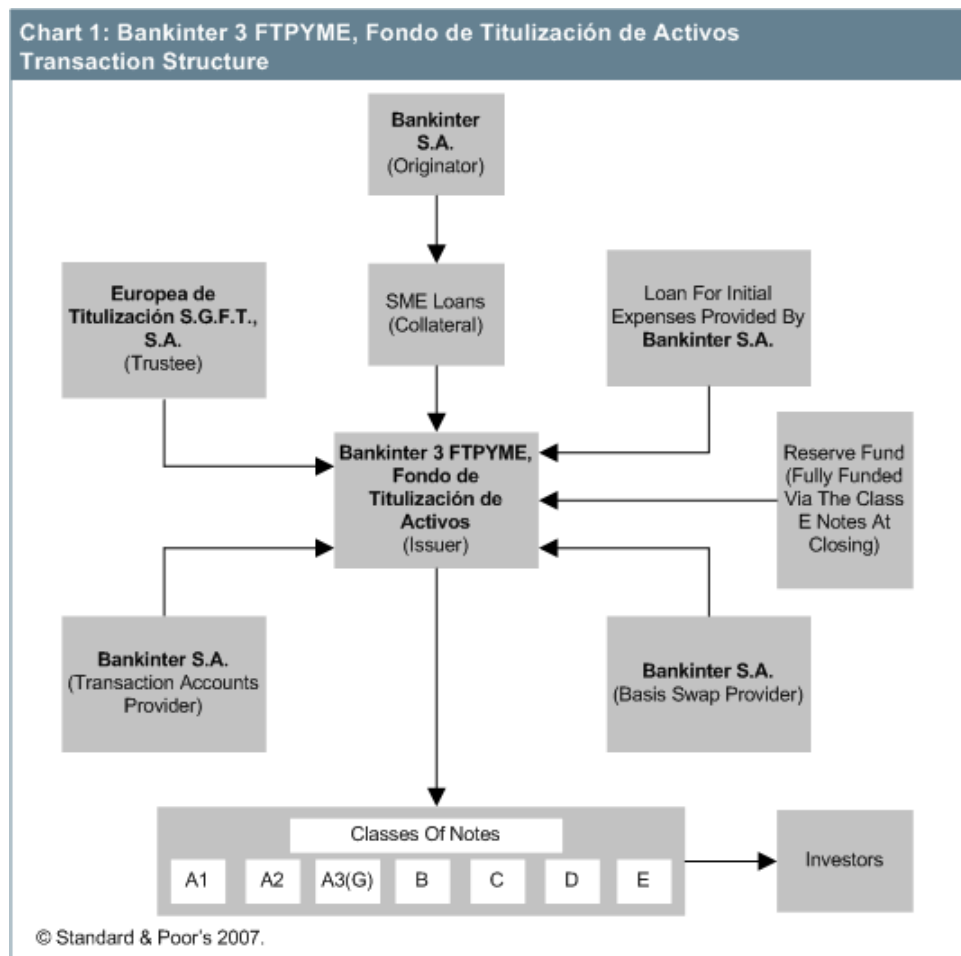 Chart 1: Bankinter 3 FTPYME, Fondo de Titulización de Activos
Transaction Structure
Bankinter
S.A.
(Originator)
Europea de
Titulización S.G.F.T.,
S.A.
(Trustee)
SME Loans
(Collateral)
Loan For Initial
Expenses Provided By
Bankinter S.A.
Bankinter 3 FTPYME,
Fondo de
Titulización de
Activos
(Issuer)
Reserve Fund
(Fully Funded
Via The Class
E Notes At
Closing)
Bankinter S.A.
(Transaction Accounts
Provider)
Bankinter S.A.
(Basis Swap Provider)
Classes Of Notes
A1 A2 A3(G) B C D E
Investors
© Standard & Poor's 2007.